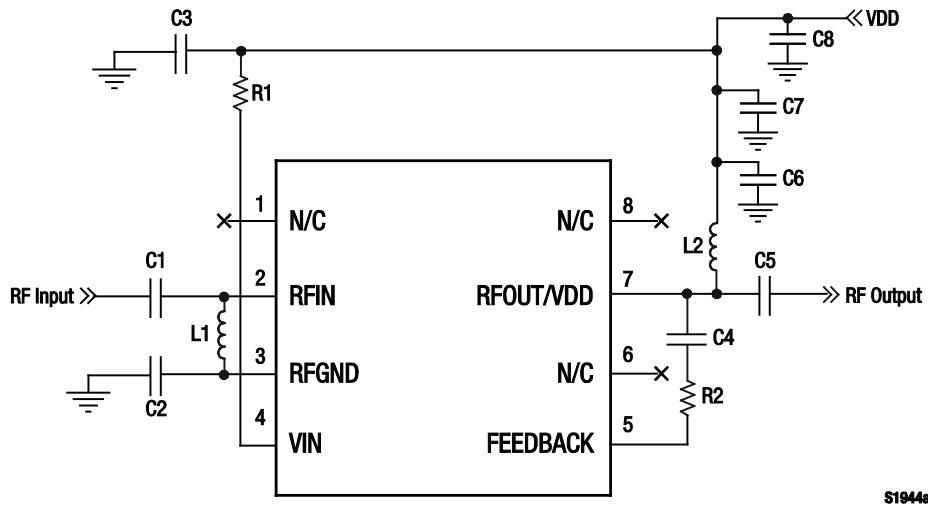 C3
VDD
C8
R1
C7
C6
1
N/C
8
N/C
L2
C1
2
7
C5
RF Input
RFIN
RFOUT/VDD
RF Output
L1
C4
3
6
RFGND
N/C
C2
R2
4
5
VIN
FEEDBACK
S1944a